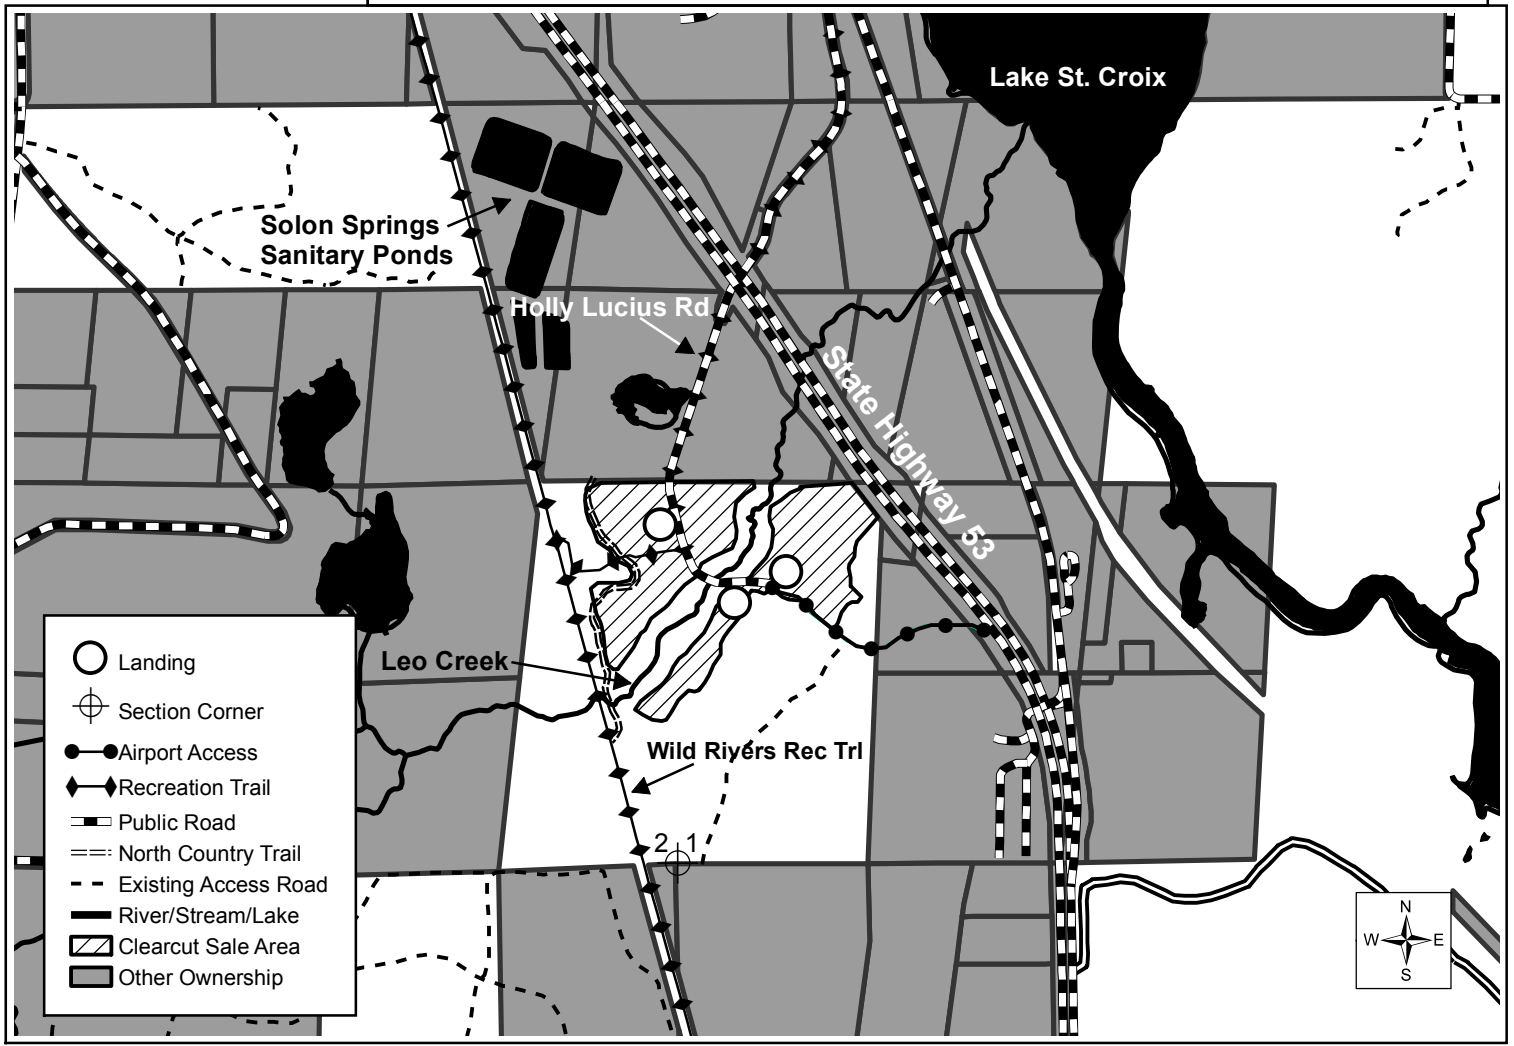 Lake St. Croix
Solon Springs
Sanitary Ponds
Holly Lucius Rd
State Highway 53
Leo Creek
Wild Rivers Rec Trl
2 1
Landing
Section Corner
Airport Access
Recreation Trail
Public Road
North Country Trail
Existing Access Road
River/Stream/Lake
Clearcut Sale Area
Other Ownership
N
W E
S